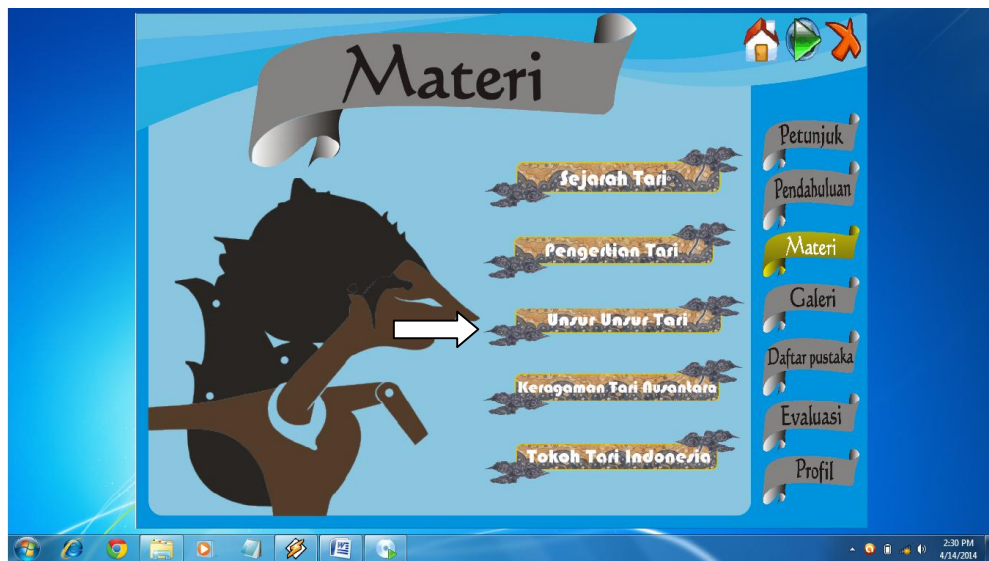 Materi
Sejarah Tari
Pengertian Tari
Unsur Unsur Tari
Keragaman Tari Nusantara
Tokoh Tari Indonesia
Petunjuk
Pendahuluan
Materi
Galeri
Daftar pustaka
Evaluasi
Profil
2:30 PM
4/14/2014